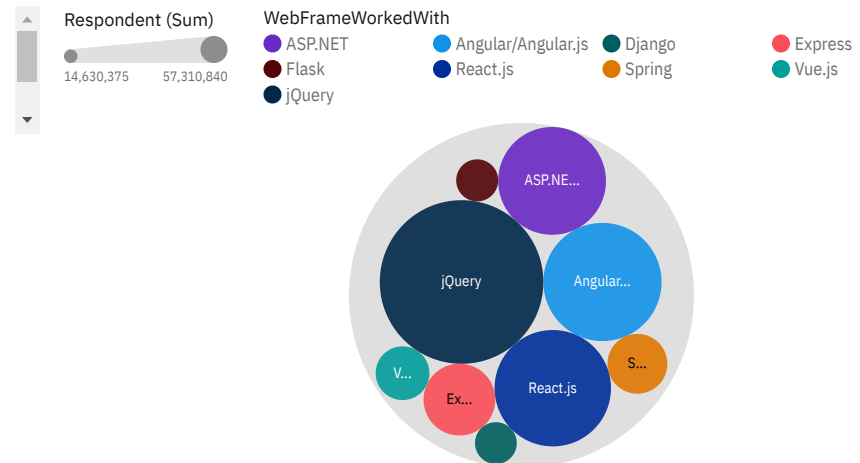 Respondent (Sum)
14,630,375 57,310,840
WebFrameWorkedWith
ASP.NET Angular/Angular.js Django Express
Flask React.js Spring Vue.js
jQuery
ASP.NE...
jQuery
Angular...
S...
V...
React.js
Ex...